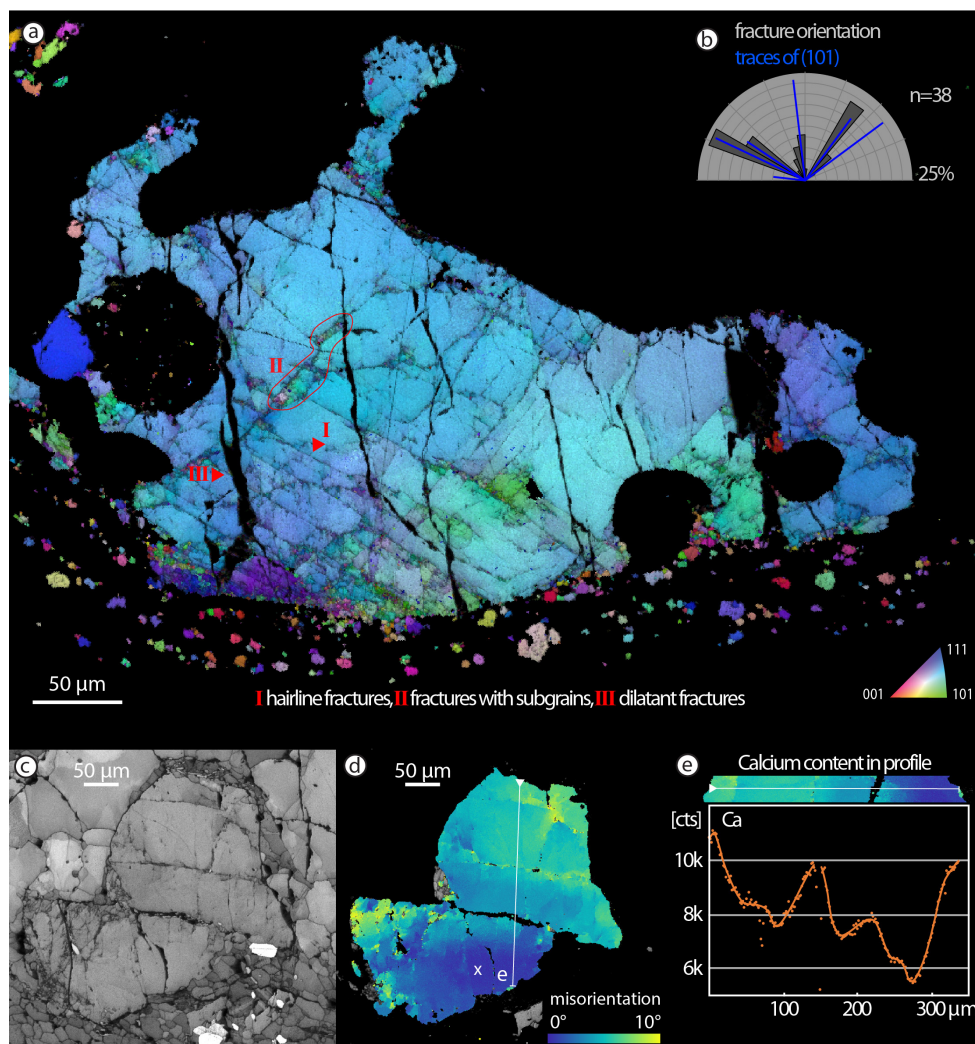 a
b
fracture orientation
traces of (101)
n=38
25%
II
I
III
50 µm
I hairline fractures, II fractures with subgrains, III dilatant fractures
111
001
101
c
50 µm
d
50 µm
x
e
misorientation
0°
10°
e
Calcium content in profile
[cts]
Ca
10k
8k
6k
100
200
300 µm